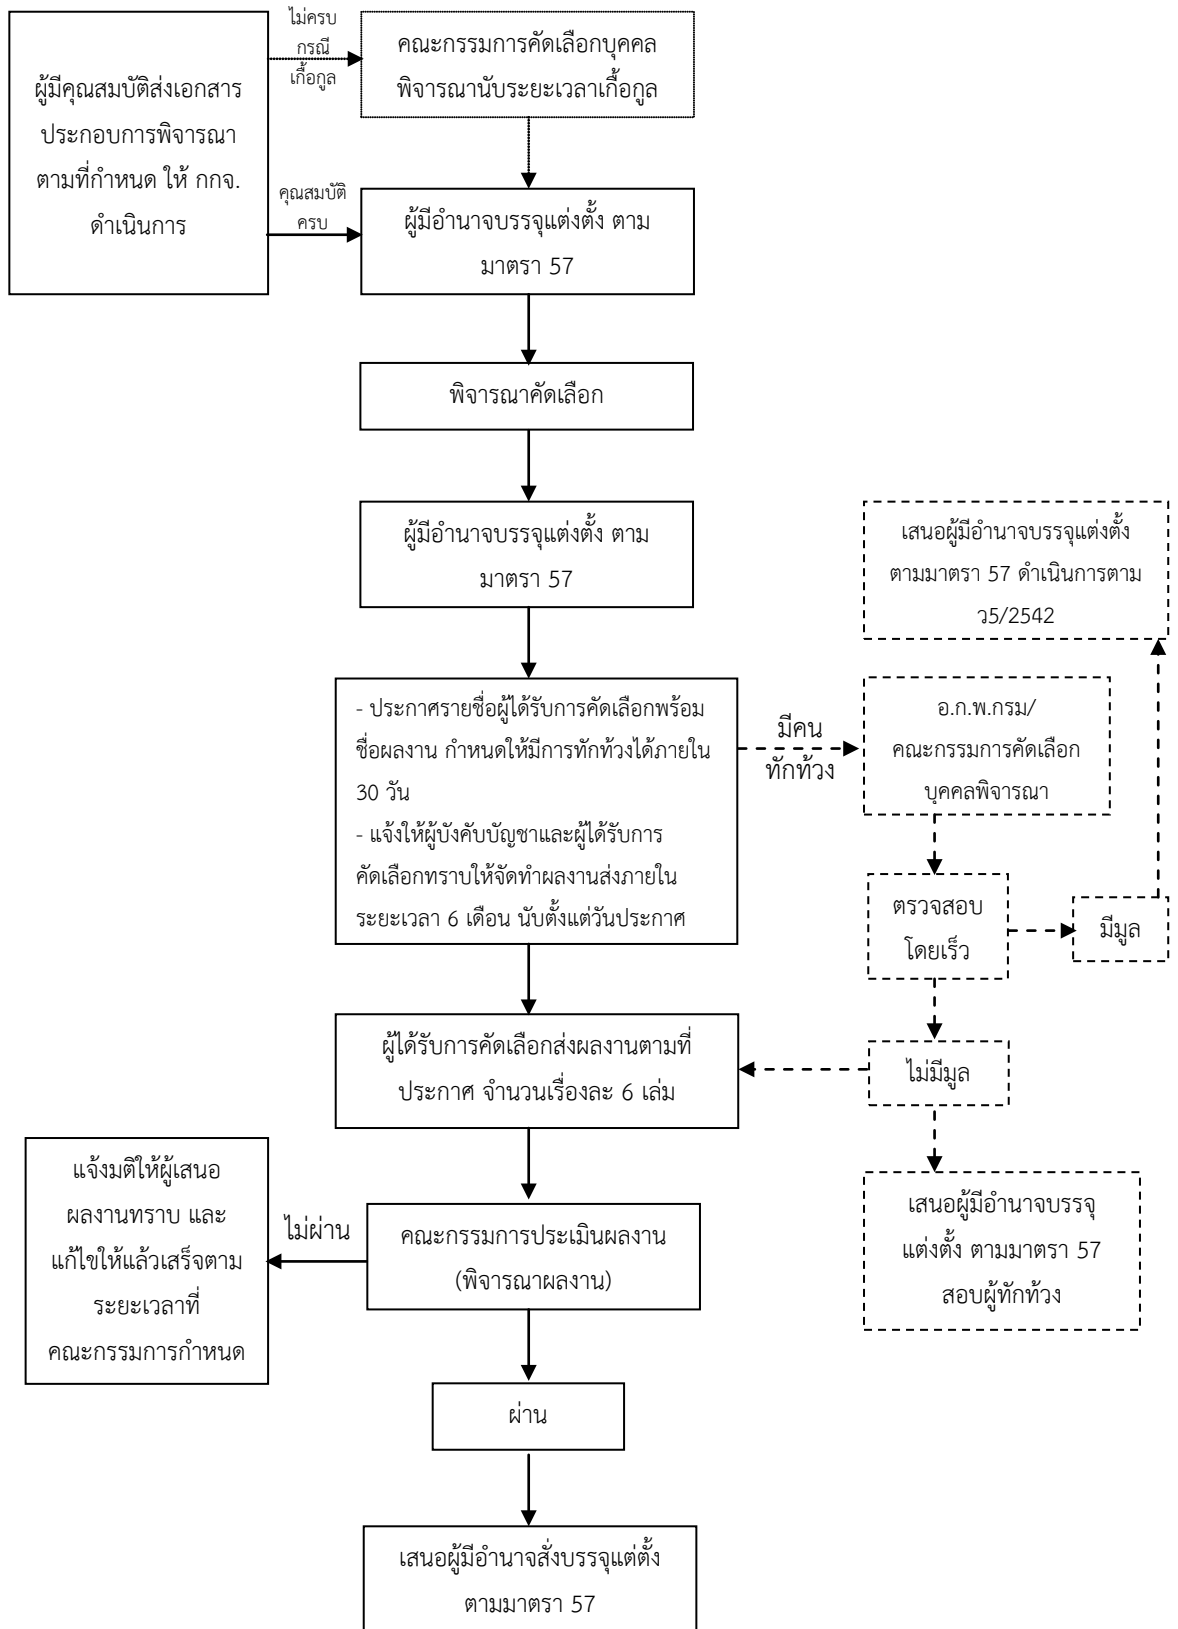 ผู้มีคุณสมบัติส่งเอกสาร
ประกอบการพิจารณา
ตามที่กำหนด ให้ กกจ.
ดำเนินการ
ไม่ครบ
กรณี
เกื้อกูล
คณะกรรมการคัดเลือกบุคคล
พิจารณานับระยะเวลาเกื้อกูล
คุณสมบัติ
ครบ
ผู้มีอำนาจบรรจุแต่งตั้ง ตาม
มาตรา 57
พิจารณาคัดเลือก
ผู้มีอำนาจบรรจุแต่งตั้ง ตาม
มาตรา 57
เสนอผู้มีอำนาจบรรจุแต่งตั้ง
ตามมาตรา 57 ดำเนินการตาม
ว5/2542
- ประกาศรายชื่อผู้ได้รับการคัดเลือกพร้อม
ชื่อผลงาน กำหนดให้มีการทักท้วงได้ภายใน
30 วัน
- แจ้งให้ผู้บังคับบัญชาและผู้ได้รับการ
คัดเลือกทราบให้จัดทำผลงานส่งภายใน
ระยะเวลา 6 เดือน นับตั้งแต่วันประกาศ
มีคน
ทักท้วง
อ.ก.พ.กรม/
คณะกรรมการคัดเลือก
บุคคลพิจารณา
ตรวจสอบ
โดยเร็ว
มีมูล
ผู้ได้รับการคัดเลือกส่งผลงานตามที่
ประกาศ จำนวนเรื่องละ 6 เล่ม
ไม่มีมูล
แจ้งมติให้ผู้เสนอ
ผลงานทราบ และ
แก้ไขให้แล้วเสร็จตาม
ระยะเวลาที่
คณะกรรมการกำหนด
ไม่ผ่าน
คณะกรรมการประเมินผลงาน
(พิจารณาผลงาน)
เสนอผู้มีอำนาจบรรจุ
แต่งตั้ง ตามมาตรา 57
สอบผู้ทักท้วง
ผ่าน
เสนอผู้มีอำนาจสั่งบรรจุแต่ตั้ง
ตามมาตรา 57